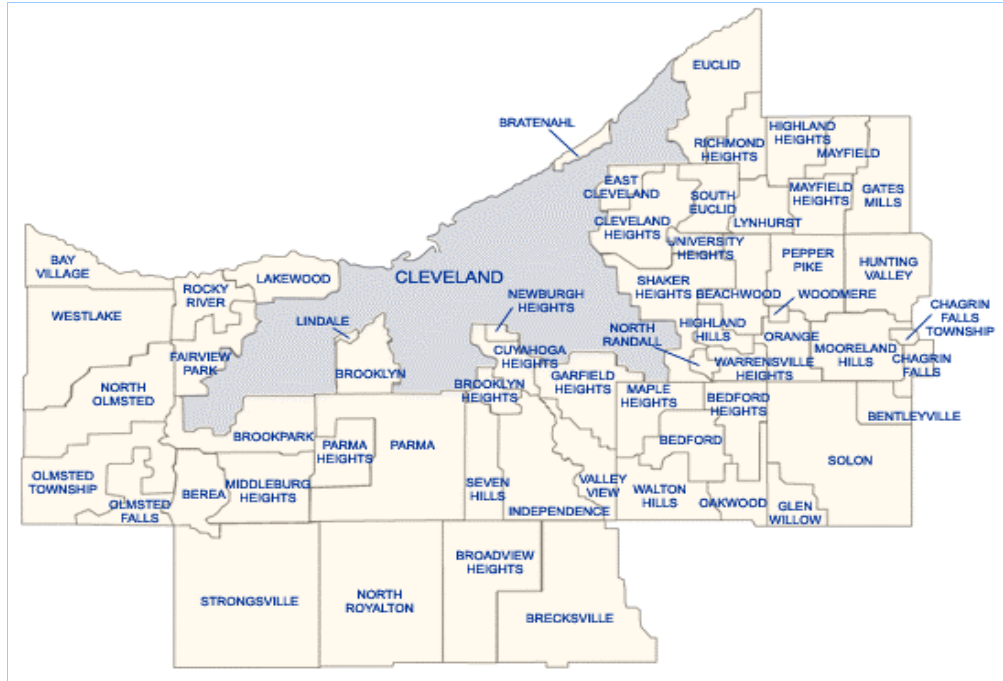 EUCLID
BRATENAHL
HIGHLAND
HEIGHTS
RICHMOND
HEIGHTS
MAYFIELD
EAST
CLEVELAND
SOUTH
EUCLID
MAYFIELD
HEIGHTS
GATES
MILLS
CLEVELAND
HEIGHTS
LYNHURST
UNIVERSITY
HEIGHTS
PEPPER
PIKE
HUNTING
VALLEY
BAY
VILLAGE
LAKEWOOD
CLEVELAND
ROCKY
RIVER
SHAKER
HEIGHTS
BEACHWOOD
WOODMERE
NEWBURGH
HEIGHTS
CHAGRIN
FALLS
TOWNSHIP
WESTLAKE
LINDALE
NORTH
RANDALL
HIGHLAND
HILLS
ORANGE
MOORELAND
HILLS
CUYAHOGA
HEIGHTS
FAIRVIEW
PARK
BROOKLYN
WARRENSVILLE
HEIGHTS
CHAGRIN
FALLS
GARFIELD
HEIGHTS
BROOKLYN
HEIGHTS
NORTH
OLMSTED
MAPLE
HEIGHTS
BEDFORD
HEIGHTS
BENTLEYVILLE
BROOKPARK
PARMA
HEIGHTS
PARMA
BEDFORD
SOLON
OLMSTED
TOWNSHIP
BEREA
MIDDLEBURG
HEIGHTS
SEVEN
HILLS
VALLEY
VIEW
WALTON
HILLS
OAKWOOD
OLMSTED
FALLS
INDEPENDENCE
GLEN
WILLOW
BROADVIEW
HEIGHTS
STRONGSVILLE
NORTH
ROYALTON
BRECKSVILLE